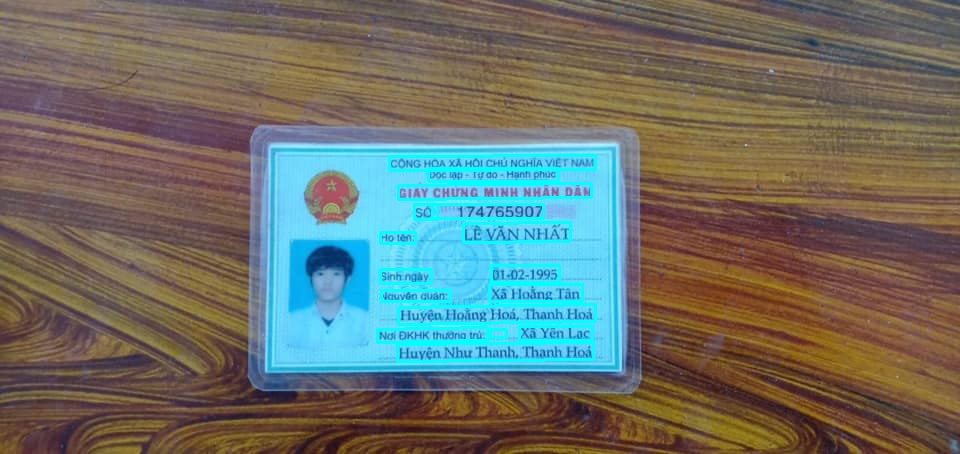 CỘNG HÒA XÃ HỘI CHỦ NGHĨA VIỆT NAM
Độc lập - Tự do - Hạnh phúc
GIẤY CHỨNG MINH NHÂN DÂN
SỐ 174765907
Họ tên: LÊ VĂN NHẤT
Sinh ngày 01-02-1995
Nguyên quán: Xã Hoằng Tân
Huyện Hoằng Hoá, Thanh Hoá
Nơi ĐKHK thường trú: Xã Yên Lạc
Huyện Như Thanh, Thanh Hoá